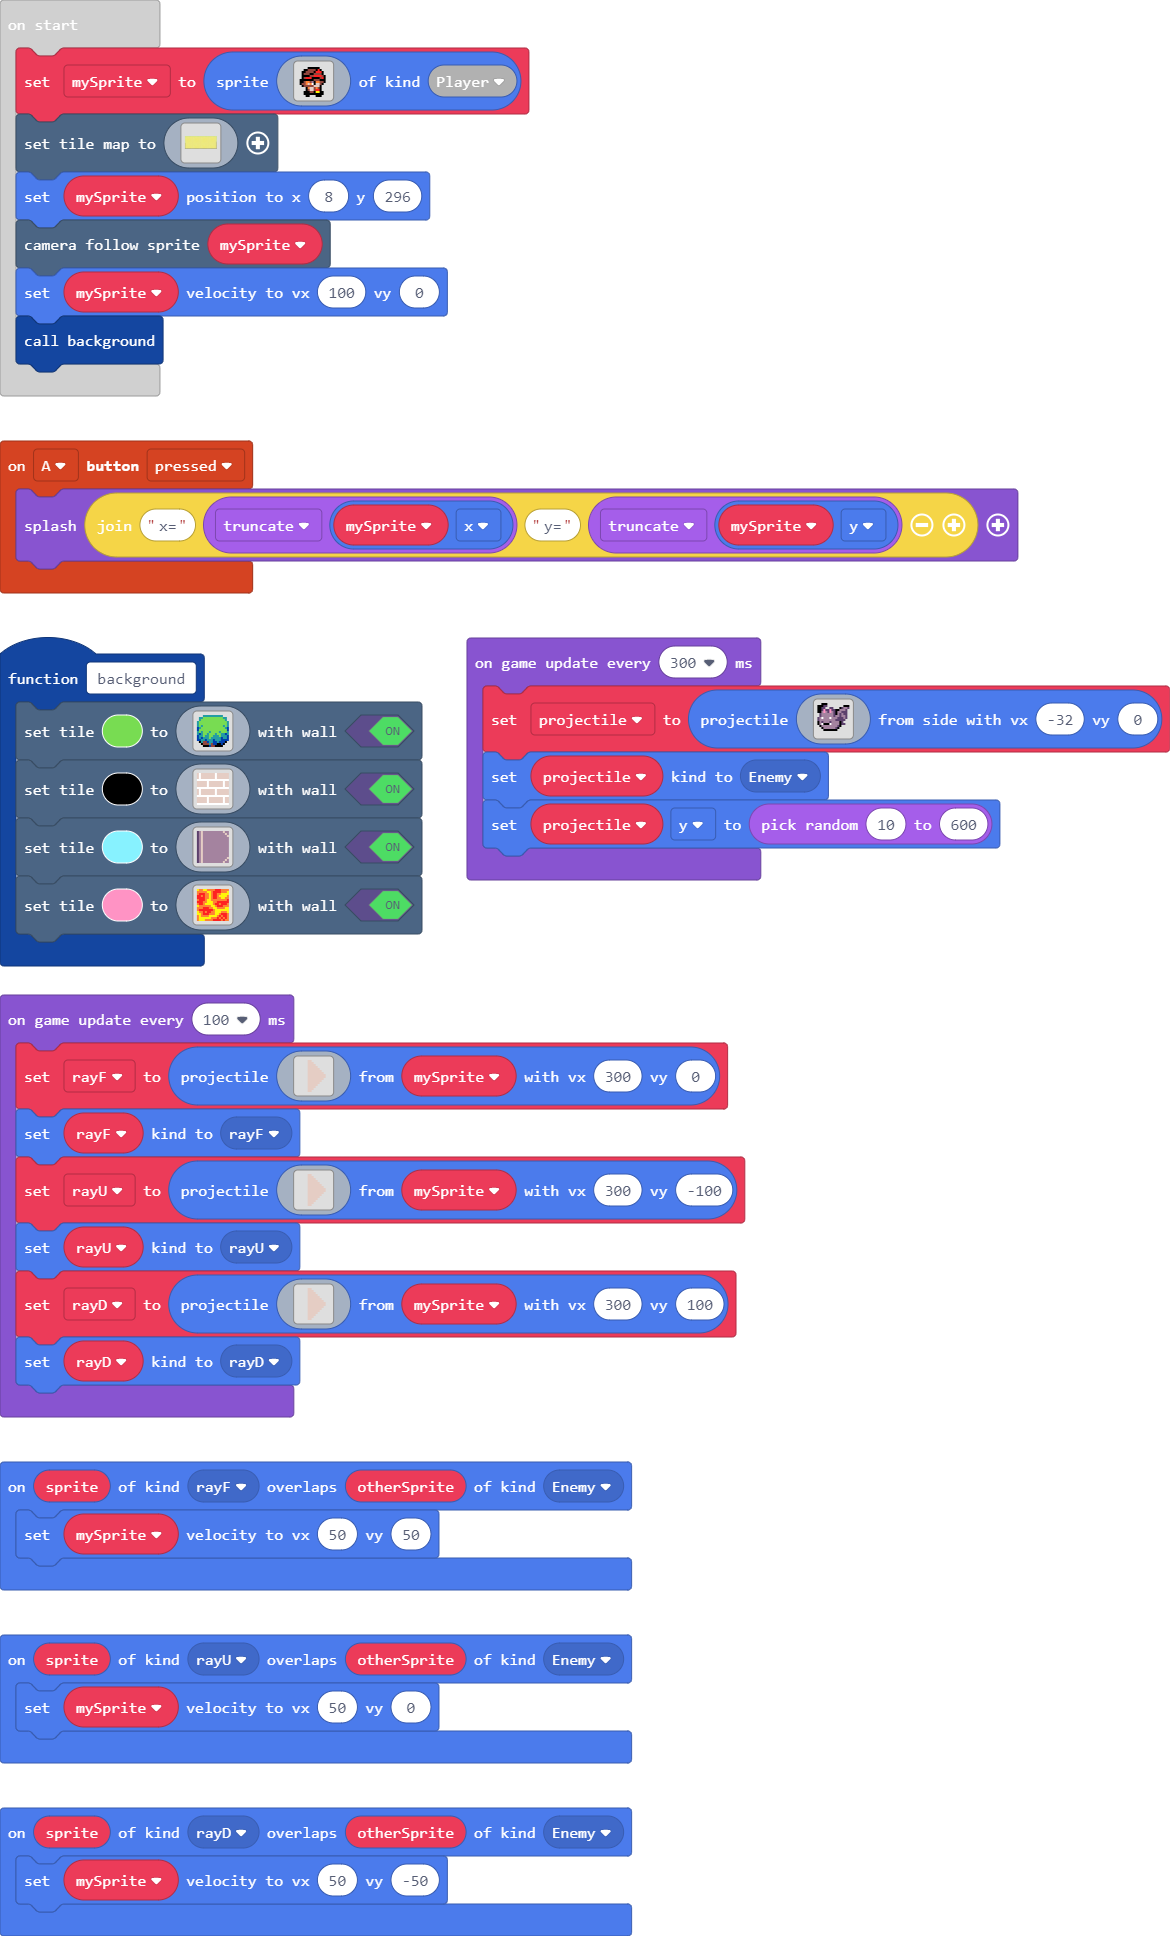 on start
set mySprite to sprite of kind Player
set tile map to
set mySprite position to x 8 y 296
camera follow sprite mySprite
set mySprite velocity to vx 100 vy 0
call background
on A button pressed
splash join "x=" truncate mySprite x "y=" truncate mySprite y
function background
set tile to with wall ON
set tile to with wall ON
set tile to with wall ON
set tile to with wall ON
on game update every 300 ms
set projectile to projectile from side with vx -32 vy 0
set projectile kind to Enemy
set projectile y to pick random 10 to 600
on game update every 100 ms
set rayF to projectile from mySprite with vx 300 vy 0
set rayF kind to rayF
set rayU to projectile from mySprite with vx 300 vy -100
set rayU kind to rayU
set rayD to projectile from mySprite with vx 300 vy 100
set rayD kind to rayD
on sprite of kind rayF overlaps otherSprite of kind Enemy
set mySprite velocity to vx 50 vy 50
on sprite of kind rayU overlaps otherSprite of kind Enemy
set mySprite velocity to vx 50 vy 0
on sprite of kind rayD overlaps otherSprite of kind Enemy
set mySprite velocity to vx 50 vy -50